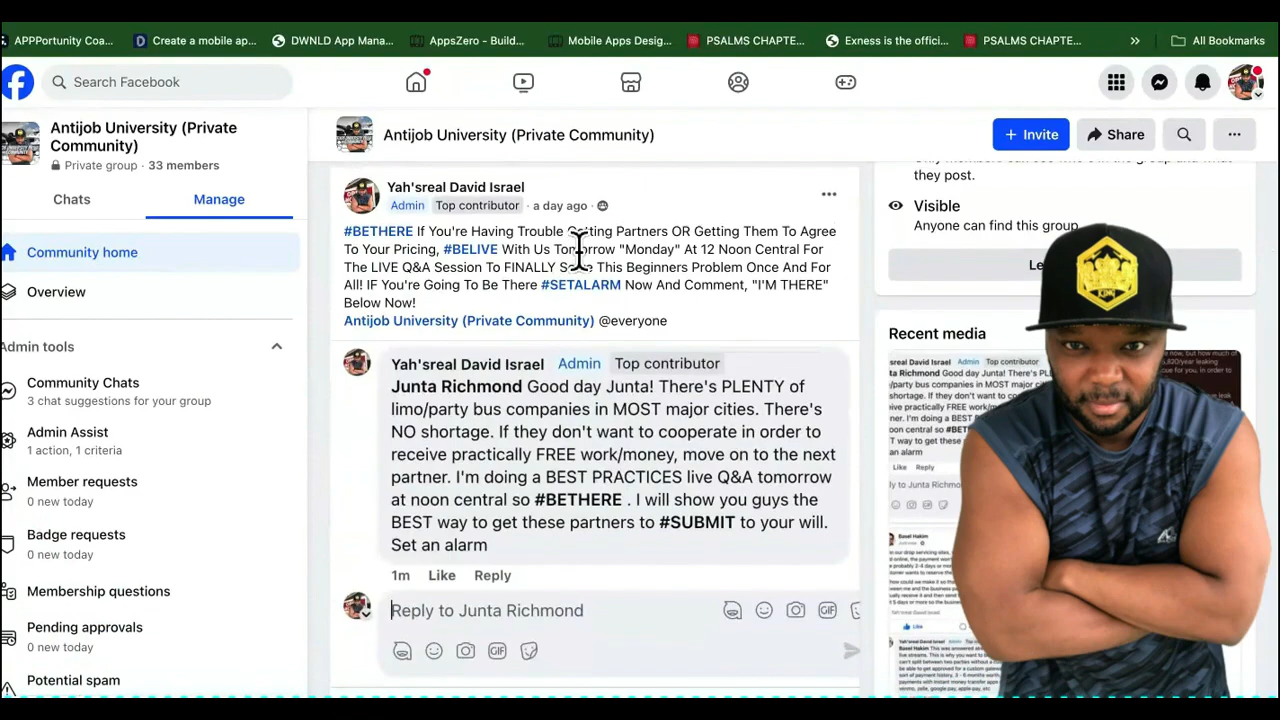 APPPortunity Coa...
Create a mobile ap...
DWNLD App Mana...
AppsZero - Build...
Mobile Apps Desig...
PSALMS CHAPTE...
Exness is the offici...
PSALMS CHAPTE...
All Bookmarks
Search Facebook
Antijob University (Private
Community)
Private group · 33 members
Chats
Manage
Community home
Overview
Admin tools
Community Chats
3 chat suggestions for your group
Admin Assist
1 action, 1 criteria
Member requests
0 new today
Badge requests
0 new today
Membership questions
Pending approvals
0 new today
Potential spam
Antijob University (Private Community)
+ Invite
Share
Yah'sreal David Israel
Admin Top contributor · a day ago ·
#BETHERE If You're Having Trouble Partners OR Getting Them To Agree
To Your Pricing, #BELIVE With Us Tomorrow "Monday" At 12 Noon Central For
The LIVE Q&A Session To FINALLY This Beginners Problem Once And For
All! IF You're Going To Be There #SETALARM Now And Comment, "I'M THERE"
Below Now!
Antijob University (Private Community) @everyone
Yah'sreal David Israel Admin Top contributor
Junta Richmond Good day Junta! There's PLENTY of
limo/party bus companies in MOST major cities. There's
NO shortage. If they don't want to cooperate in order to
receive practically FREE work/money, move on to the next
partner. I'm doing a BEST PRACTICES live Q&A tomorrow
at noon central so #BETHERE . I will show you guys the
BEST way to get these partners to #SUBMIT to your will.
Set an alarm
1m Like Reply
Reply to Junta Richmond
they post.
Visible
Anyone can find this group.
Recent media